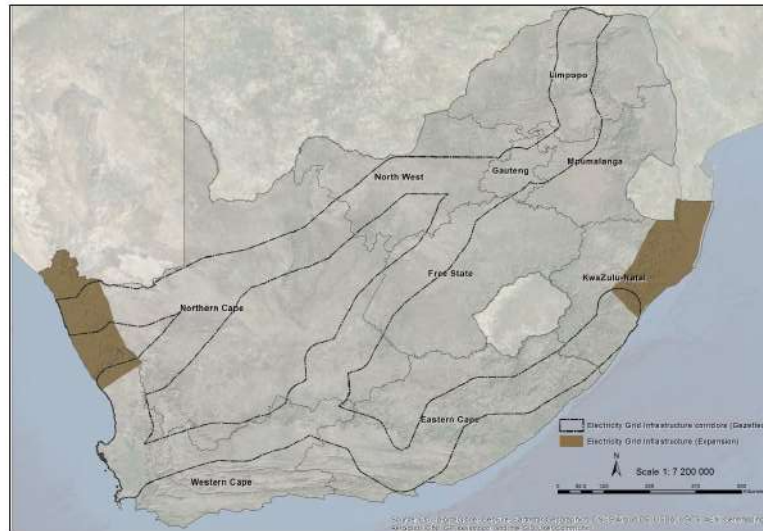 Limpopo
Mpumalanga
North West
Gauteng
Free State
KwaZulu-Natal
Northern Cape
Eastern Cape
Western Cape
Electricity Grid Infrastructure corridors (Gazetted
Electricity Grid Infrastructure (Expansion)
N
Scale 1: 7 200 000